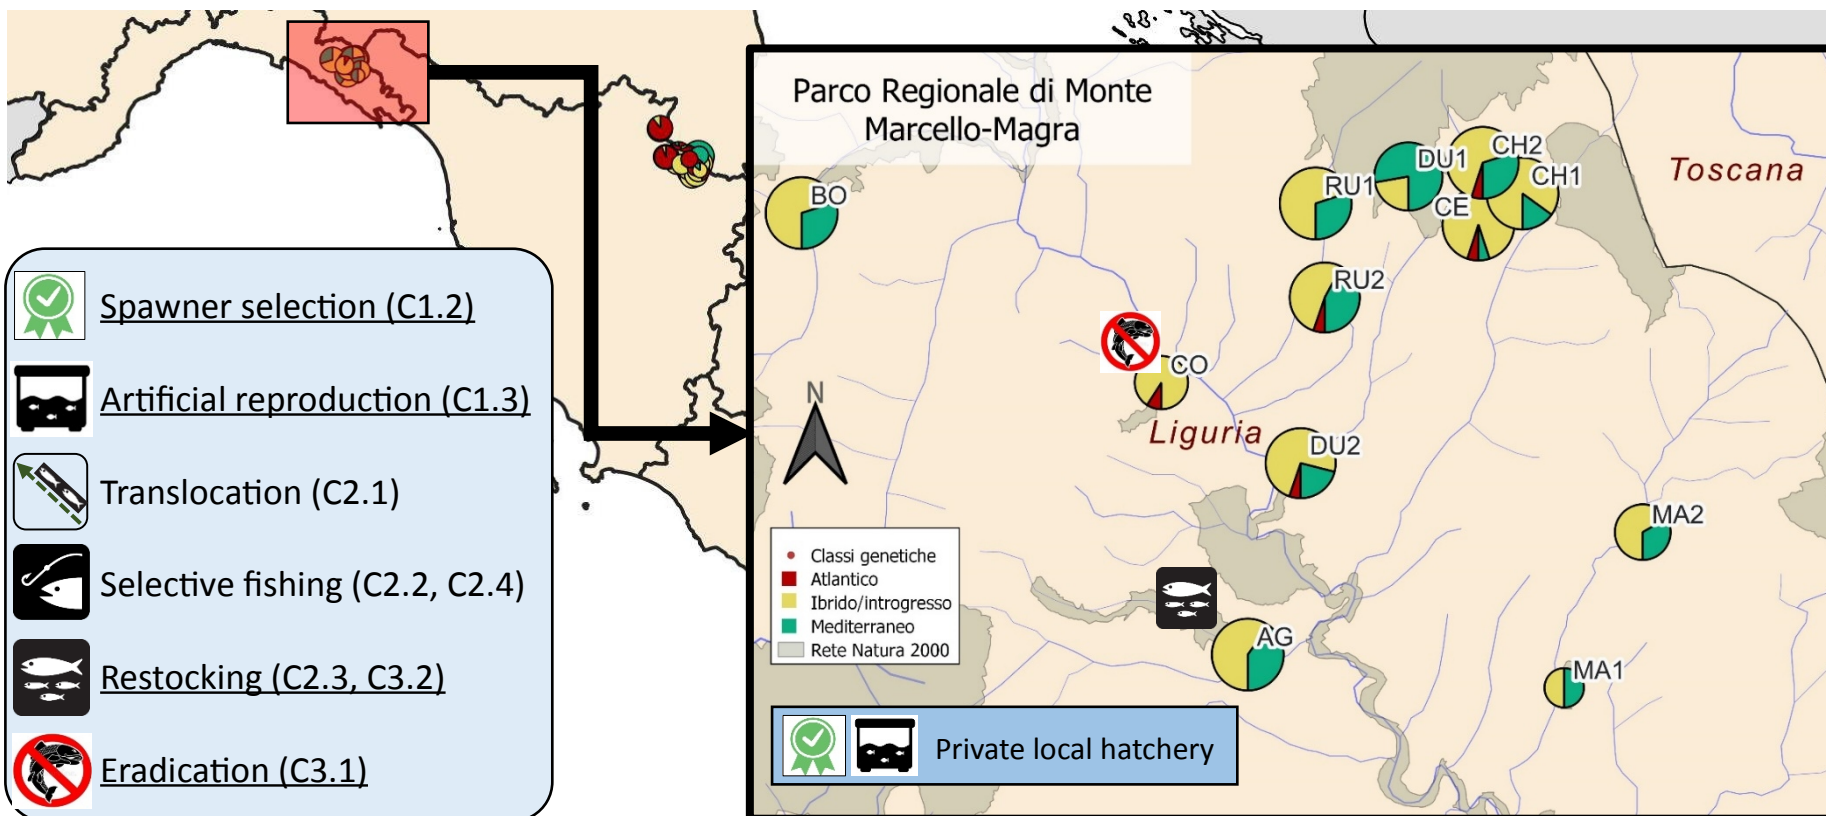 Parco Regionale di Monte
Marcello-Magra
Toscana
BO
RU1
DU1
CH2
CH1
CE
RU2
CO
Liguria
DU2
MA2
AG
MA1
N
Classi genetiche
Atlantico
Ibrido/introgresso
Mediterraneo
Rete Natura 2000
Private local hatchery
Spawner selection (C1.2)
Artificial reproduction (C1.3)
Translocation (C2.1)
Selective fishing (C2.2, C2.4)
Restocking (C2.3, C3.2)
Eradication (C3.1)